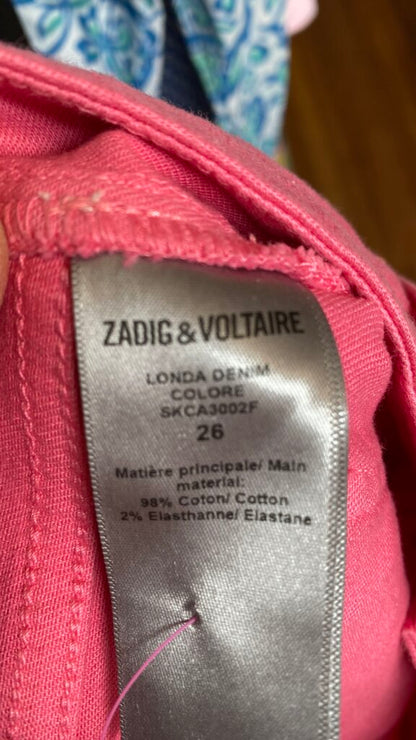 ZADIG & VOLTAIRE
LONDA DENIM
COLORE
SKCA3002F
26
Matière principale/ Main
material:
98% Coton/ Cotton
2% Elasthanne/ Elastane